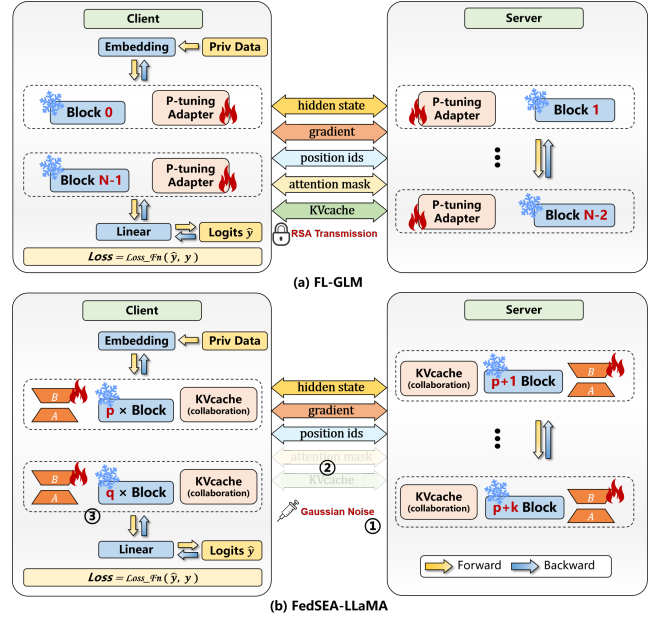 Client
Server
Embedding
Priv Data
Block 0
P-tuning
Adapter
hidden state
P-tuning
Adapter
Block 1
gradient
position ids
Block N-1
P-tuning
Adapter
attention mask
KVcache
P-tuning
Adapter
Block N-2
Linear
Logits ŷ
RSA Transmission
Loss = Loss_Fn ( ŷ, y )
(a) FL-GLM
Client
Server
Embedding
Priv Data
B
A
p × Block
KVcache
(collaboration)
hidden state
gradient
position ids
KVcache
(collaboration)
p+1 Block
B
A
attention mask
②
KVcache
B
A
q × Block
KVcache
(collaboration)
③
Gaussian Noise
①
KVcache
(collaboration)
p+k Block
B
A
Linear
Logits ŷ
Loss = Loss_Fn ( ŷ, y )
Forward
Backward
(b) FedSEA-LLaMA